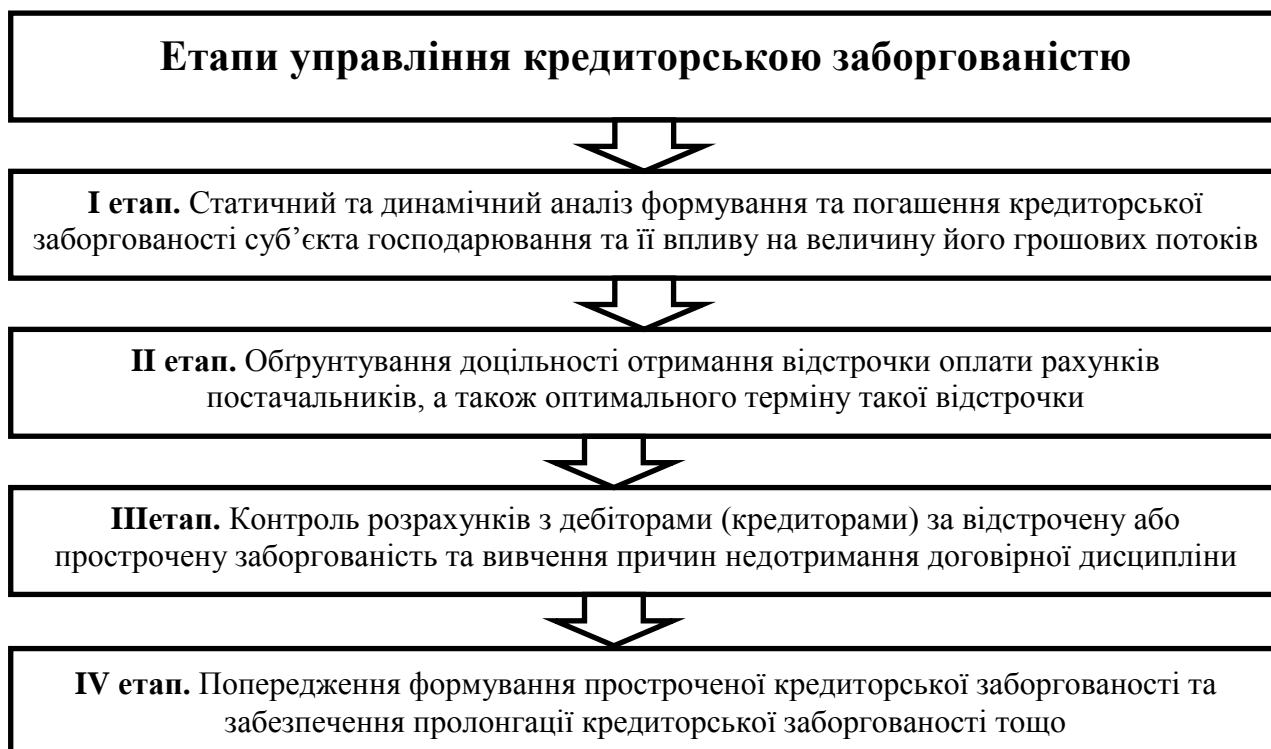 Етапи управління кредиторською заборгованістю
І етап. Статичний та динамічний аналіз формування та погашення кредиторської
заборгованості суб’єкта господарювання та її впливу на величину його грошових потоків
ІІ етап. Обґрунтування доцільності отримання відстрочки оплати рахунків
постачальників, а також оптимального терміну такої відстрочки
ІІІетап. Контроль розрахунків з дебіторами (кредиторами) за відстрочену або
прострочену заборгованість та вивчення причин недотримання договірної дисципліни
IV етап. Попередження формування простроченої кредиторської заборгованості та
забезпечення пролонгації кредиторської заборгованості тощо